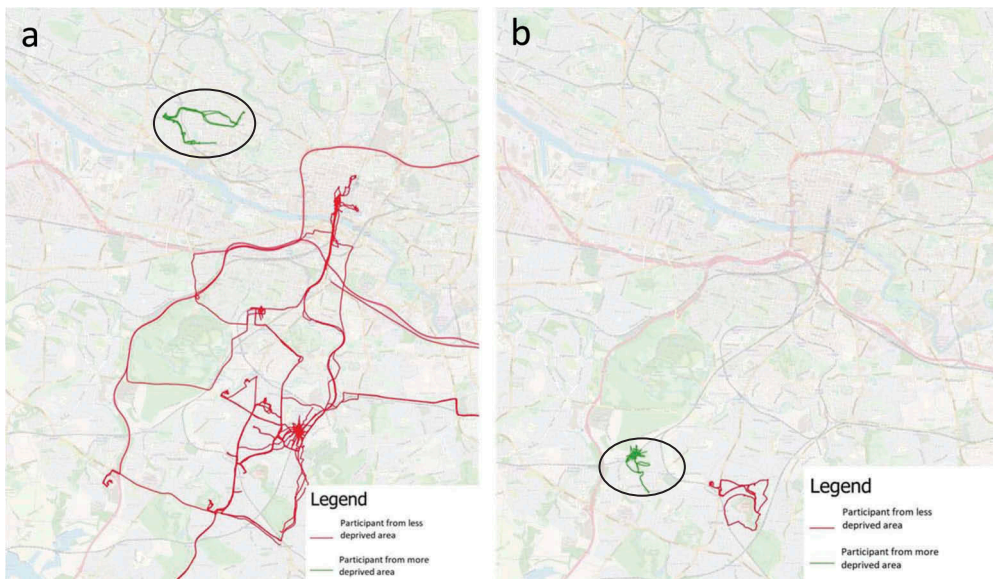 a
b
Legend
Participant from less
deprived area
Participant from more
deprived area
Legend
Participant from less
deprived area
Participant from more
deprived area